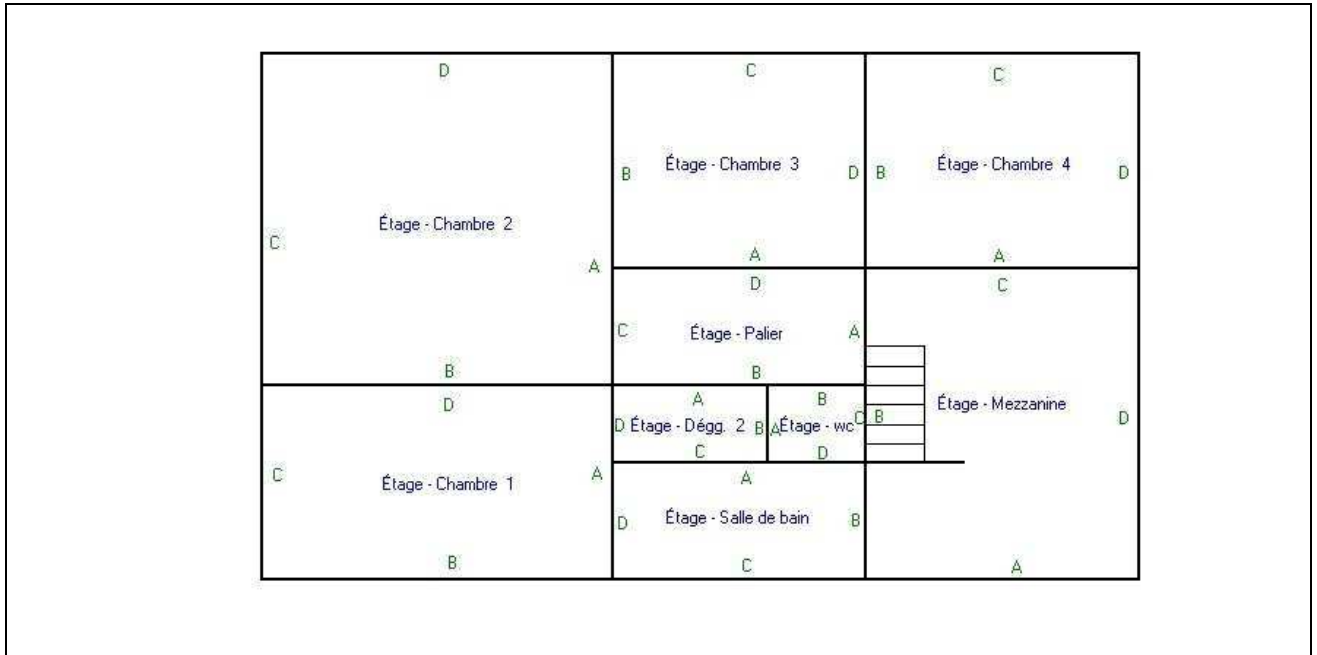 D
C
C
B
Étage - Chambre 3
D
B
Étage - Chambre 4
D
Étage - Chambre 2
C
A
A
A
D
C
C
Étage - Palier
A
B
B
D
A
B
Étage - Mezzanine
D Étage - Dégg. 2 B
A Étage - wc C
B
D
C
D
C
Étage - Chambre 1
A
A
D
Étage - Salle de bain
B
B
C
A